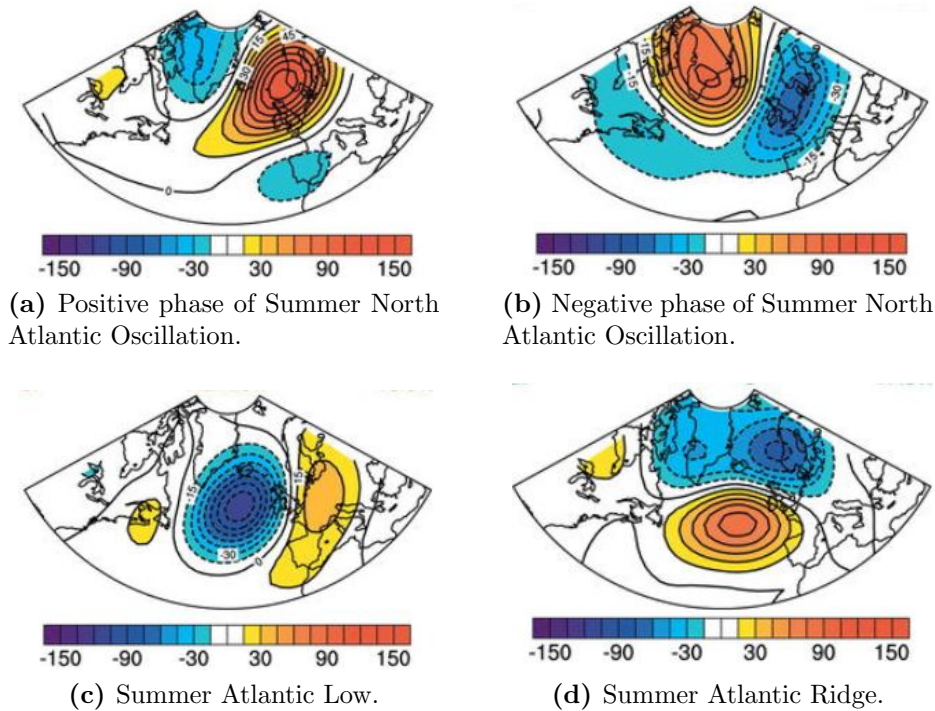 -15
45
-30
0
-150 -90 -30 30 90 150
(a) Positive phase of Summer North
Atlantic Oscillation.
-15
-15
-30
-15
-150 -90 -30 30 90 150
(b) Negative phase of Summer North
Atlantic Oscillation.
-15
15
-30
0
-150 -90 -30 30 90 150
(c) Summer Atlantic Low.
-150 -90 -30 30 90 150
(d) Summer Atlantic Ridge.